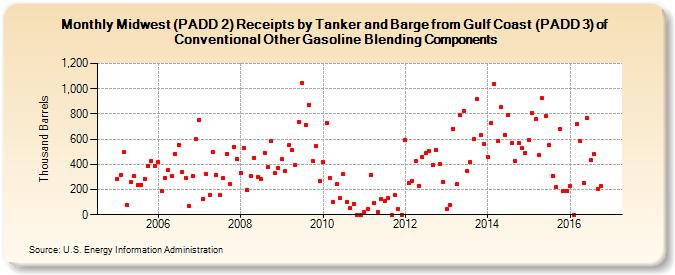 Monthly Midwest (PADD 2) Receipts by Tanker and Barge from Gulf Coast (PADD 3) of
Conventional Other Gasoline Blending Components
Thousand Barrels
1,200
1,000
800
600
400
200
0
2006 2008 2010 2012 2014 2016
Source: U.S. Energy Information Administration